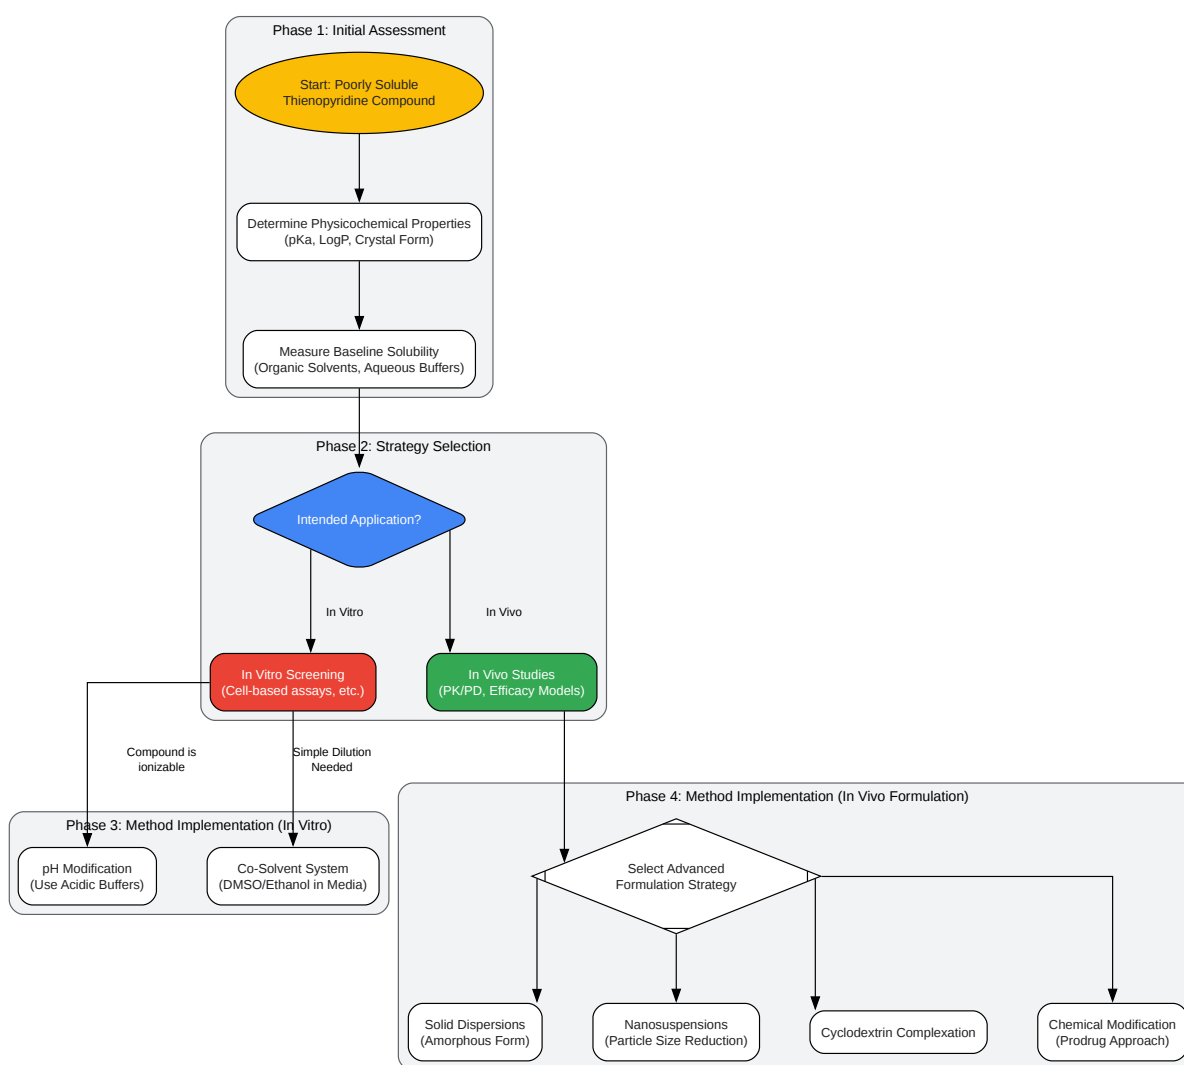 Phase 1: Initial Assessment
Start: Poorly Soluble
Thienopyridine Compound
Determine Physicochemical Properties
(pKa, LogP, Crystal Form)
Measure Baseline Solubility
(Organic Solvents, Aqueous Buffers)
Phase 2: Strategy Selection
Intended Application?
In Vitro
In Vivo
In Vitro Screening
(Cell-based assays, etc.)
In Vivo Studies
(PK/PD, Efficacy Models)
Compound is
ionizable
Simple Dilution
Needed
Phase 3: Method Implementation (In Vitro)
pH Modification
(Use Acidic Buffers)
Co-Solvent System
(DMSO/Ethanol in Media)
Phase 4: Method Implementation (In Vivo Formulation)
Select Advanced
Formulation Strategy
Solid Dispersions
(Amorphous Form)
Nanosuspensions
(Particle Size Reduction)
Cyclodextrin Complexation
Chemical Modification
(Prodrug Approach)